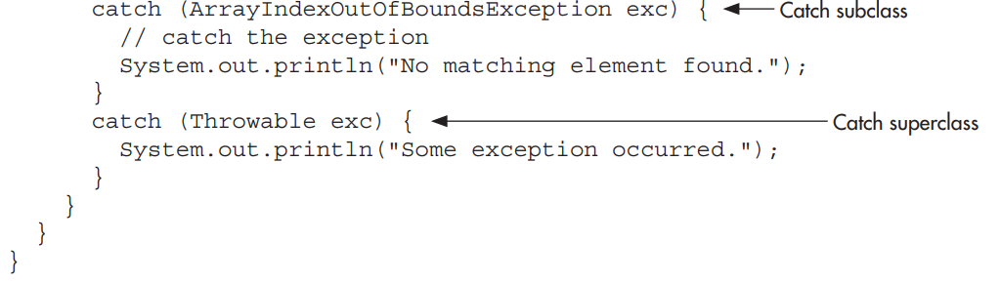 catch (ArrayIndexOutOfBoundsException exc) { Catch subclass
// catch the exception
System.out.println("No matching element found.");
}
catch (Throwable exc) { Catch superclass
System.out.println("Some exception occurred.");
}
}
}
}